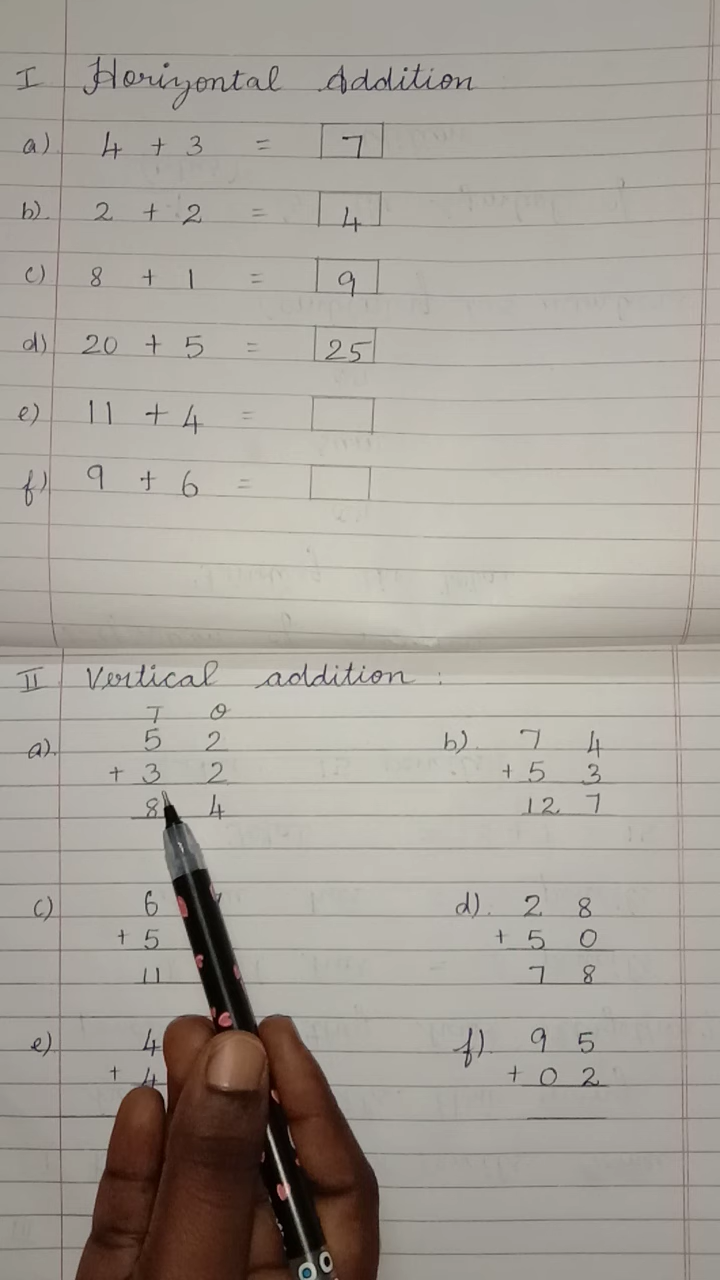 I Horizontal Addition
a) 4 + 3 = 7
b) 2 + 2 = 4
c) 8 + 1 = 9
d) 20 + 5 = 25
e) 11 + 4 =
f) 9 + 6 =
II Vertical addition :
T O
a). 5 2
+ 3 2
8 4
b) 7 4
+ 5 3
12 7
c) 6
+ 5
11
d). 2 8
+ 5 0
7 8
e) 4
+ 4
f). 9 5
+ 0 2